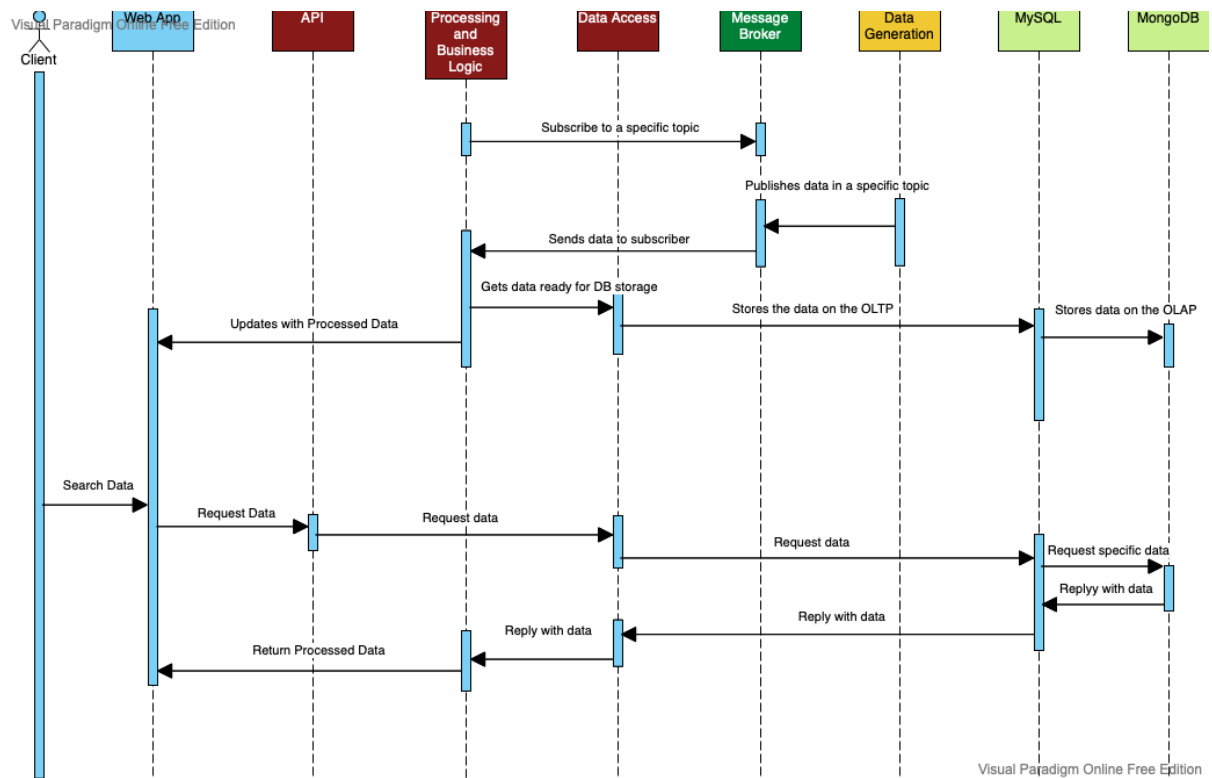 Visual Paradigm Online Free Edition
Client
Web App
API
Processing
and
Business
Logic
Data Access
Message
Broker
Data
Generation
MySQL
MongoDB
Subscribe to a specific topic
Publishes data in a specific topic
Sends data to subscriber
Gets data ready for DB storage
Stores the data on the OLTP
Stores data on the OLAP
Updates with Processed Data
Search Data
Request Data
Request data
Request data
Request specific data
Replyy with data
Reply with data
Reply with data
Return Processed Data
Visual Paradigm Online Free Edition